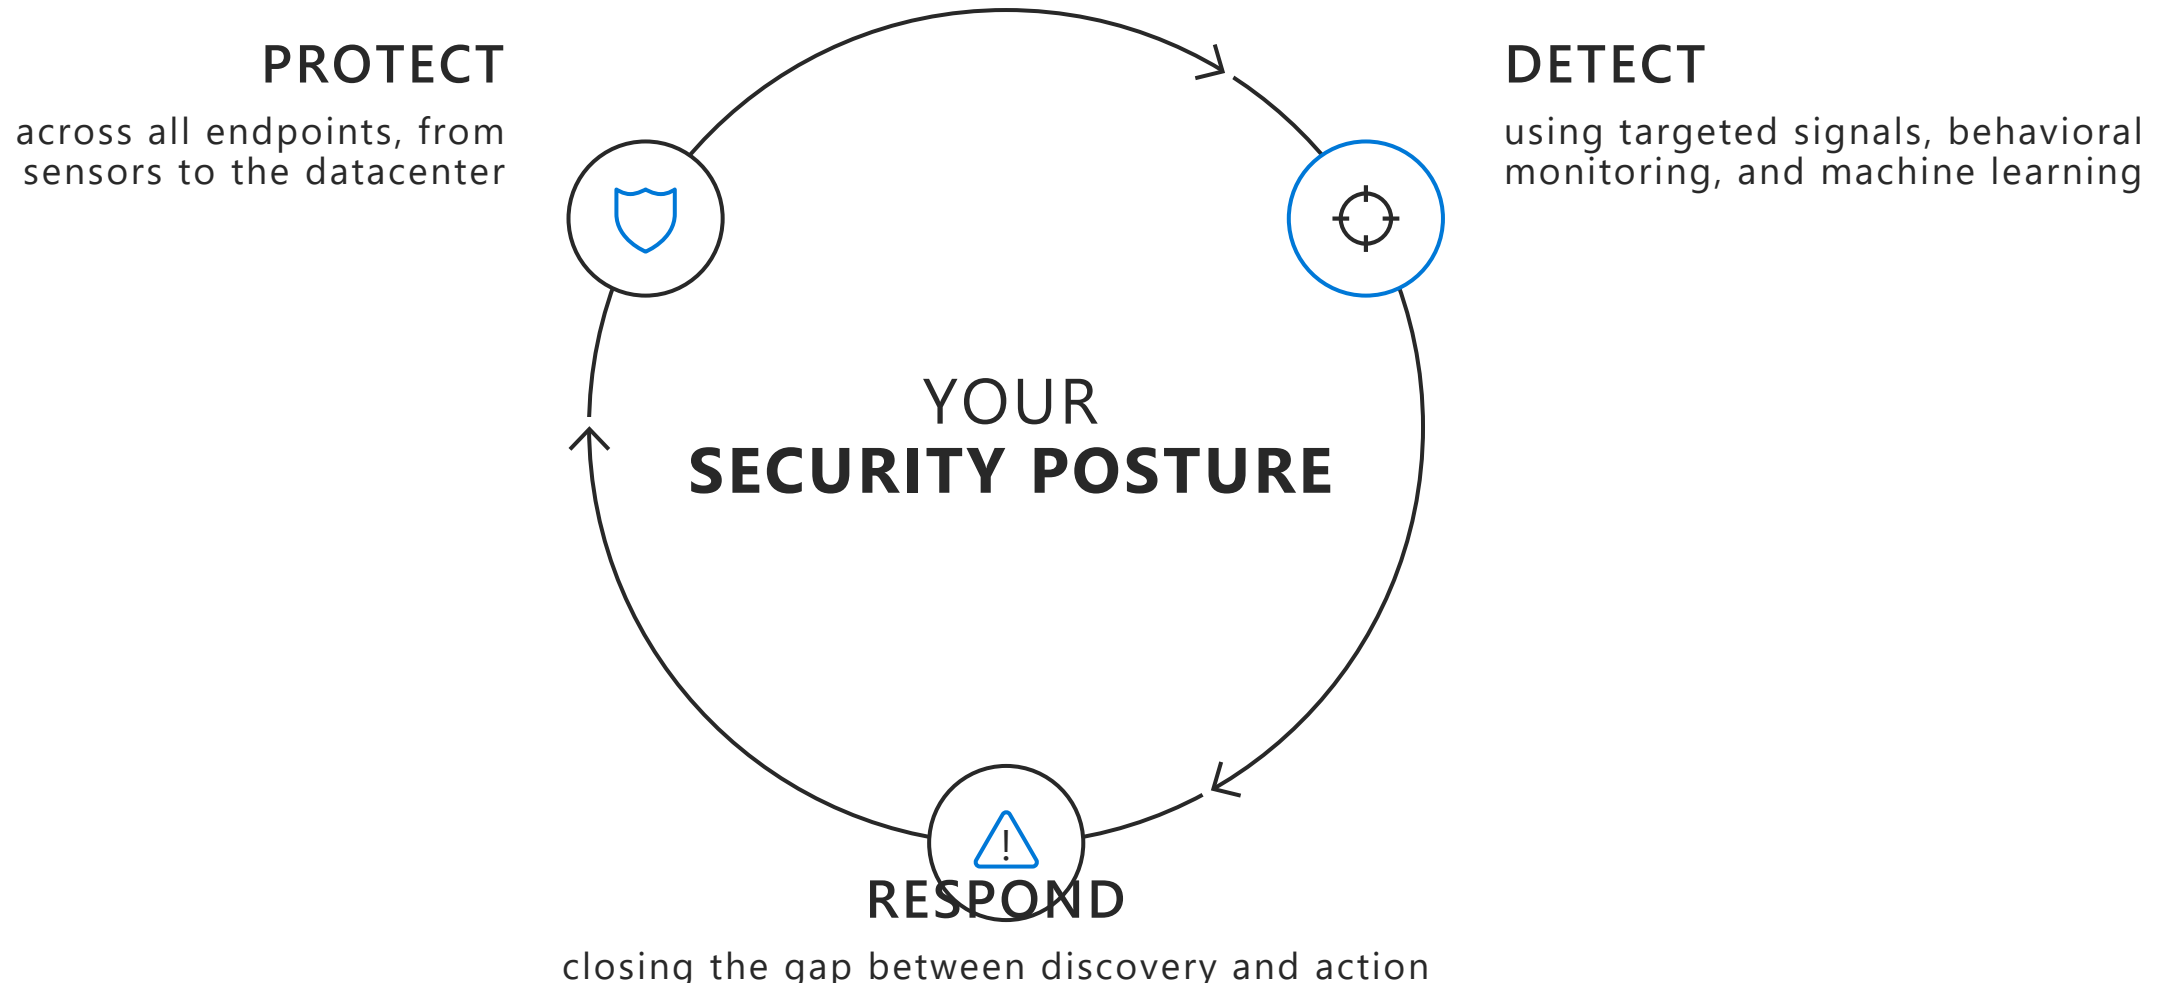 PROTECT
across all endpoints, from
sensors to the datacenter
DETECT
using targeted signals, behavioral
monitoring, and machine learning
YOUR
SECURITY POSTURE
!
RESPOND
closing the gap between discovery and action